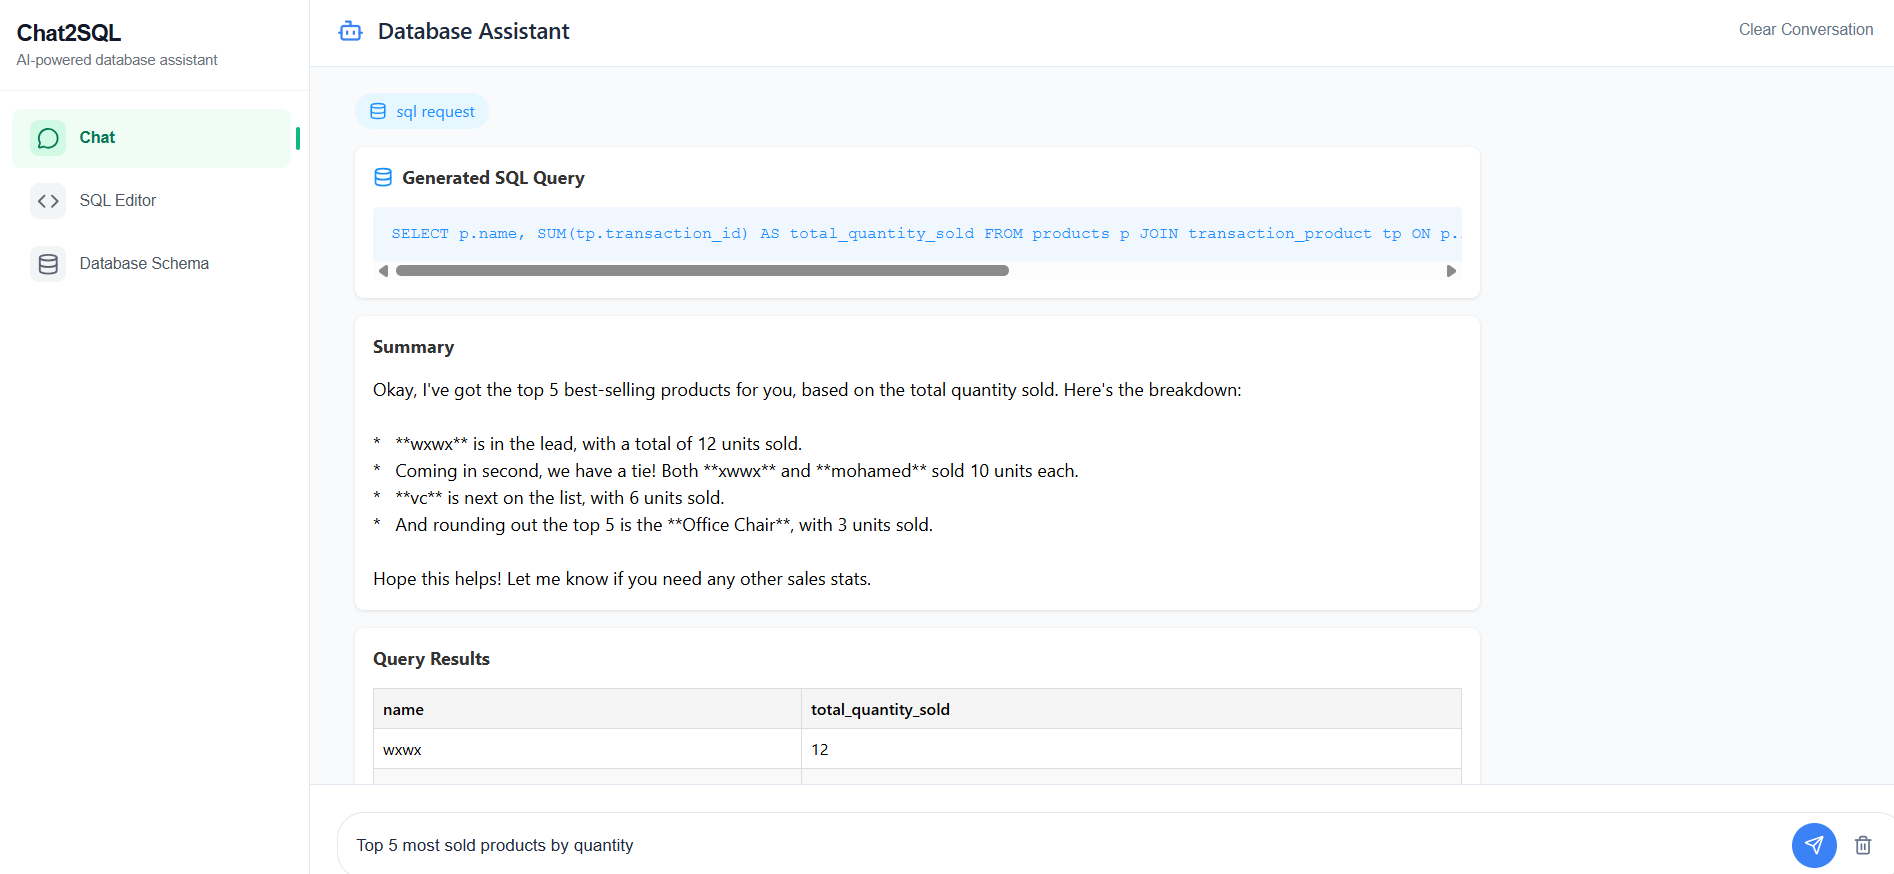 Chat2SQL
AI-powered database assistant
Chat
SQL Editor
Database Schema
Database Assistant
Clear Conversation
sql request
Generated SQL Query
SELECT p.name, SUM(tp.transaction_id) AS total_quantity_sold FROM products p JOIN transaction_product tp ON p.
Summary
Okay, I've got the top 5 best-selling products for you, based on the total quantity sold. Here's the breakdown:
* **wxwx** is in the lead, with a total of 12 units sold.
* Coming in second, we have a tie! Both **xwwx** and **mohamed** sold 10 units each.
* **vc** is next on the list, with 6 units sold.
* And rounding out the top 5 is the **Office Chair**, with 3 units sold.
Hope this helps! Let me know if you need any other sales stats.
Query Results
name total_quantity_sold
wxwx 12
Top 5 most sold products by quantity